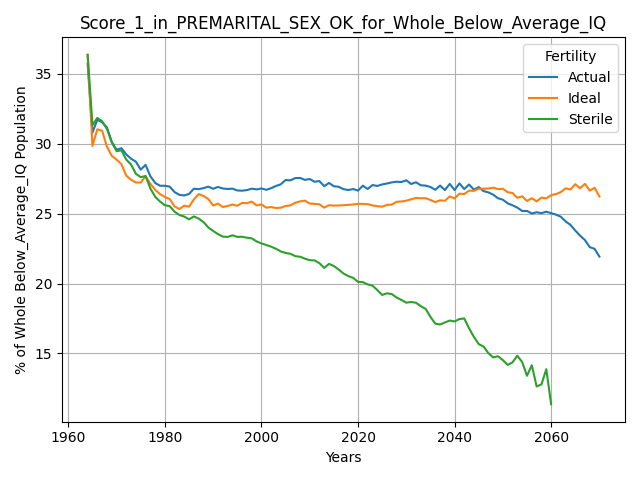 Score_1_in_PREMARITAL_SEX_OK_for_Whole_Below_Average_IQ
% of Whole Below_Average_IQ Population
35
30
25
20
15
Fertility
Actual
Ideal
Sterile
1960 1980 2000 2020 2040 2060
Years